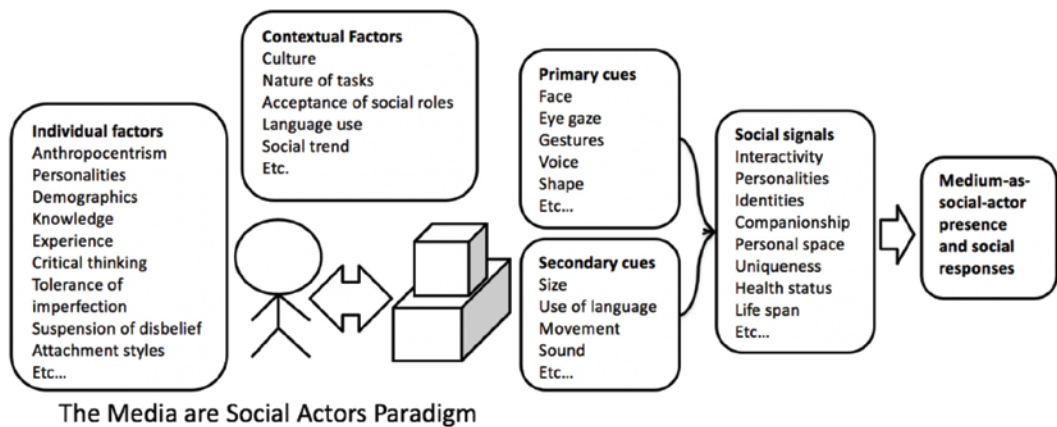 Contextual Factors
Culture
Nature of tasks
Acceptance of social roles
Language use
Social trend
Etc.
Individual factors
Anthropocentrism
Personalities
Demographics
Knowledge
Experience
Critical thinking
Tolerance of
imperfection
Suspension of disbelief
Attachment styles
Etc...
Primary cues
Face
Eye gaze
Gestures
Voice
Shape
Etc...
Secondary cues
Size
Use of language
Movement
Sound
Etc...
Social signals
Interactivity
Personalities
Identities
Companionship
Personal space
Uniqueness
Health status
Life span
Etc...
Medium-as-
social-actor
presence
and social
responses
The Media are Social Actors Paradigm